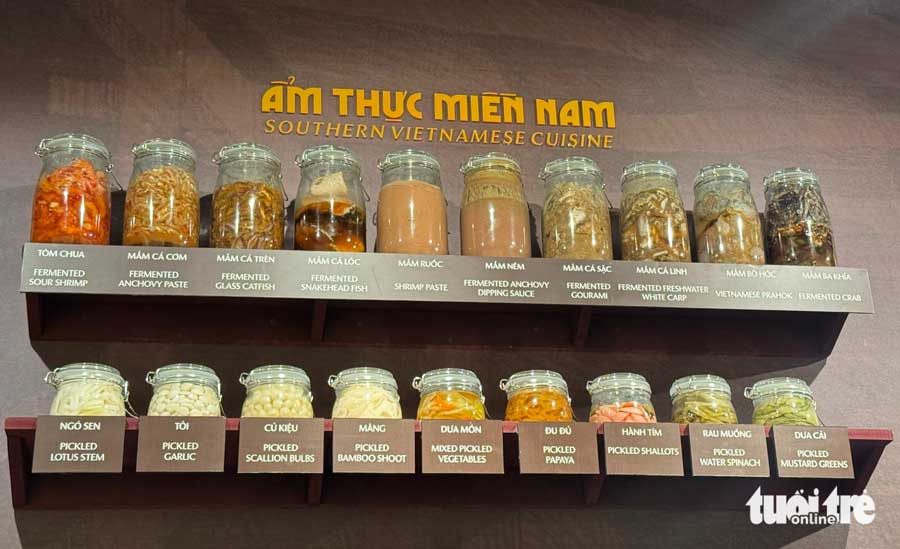 ẨM THỰC MIỀN NAM
SOUTHERN VIETNAMESE CUISINE
TÔM CHUA
FERMENTED
SOUR SHRIMP
MẮM CÁ CƠM
FERMENTED
ANCHOVY PASTE
MẮM CÁ TRÈN
FERMENTED
GLASS CATFISH
MẮM CÁ LÓC
FERMENTED
SNAKEHEAD FISH
MẮM RUỐC
SHRIMP PASTE
MẮM NÊM
FERMENTED ANCHOVY
DIPPING SAUCE
MẮM CÁ SẶC
FERMENTED
GOURAMI
MẮM CÁ LINH
FERMENTED FRESHWATER
WHITE CARP
MẮM BÒ HÓC
VIETNAMESE PRAHOK
MẮM BA KHÍA
FERMENTED CRAB
NGÓ SEN
PICKLED
LOTUS STEM
TỎI
PICKLED
GARLIC
CỦ KIỆU
PICKLED
SCALLION BULBS
MĂNG
PICKLED
BAMBOO SHOOT
DƯA MÓN
MIXED PICKLED
VEGETABLES
ĐU ĐỦ
PICKLED
PAPAYA
HÀNH TÍM
PICKLED SHALLOTS
RAU MUỐNG
PICKLED
WATER SPINACH
DƯA CẢI
PICKLED
MUSTARD GREENS
tuổi trẻ
online